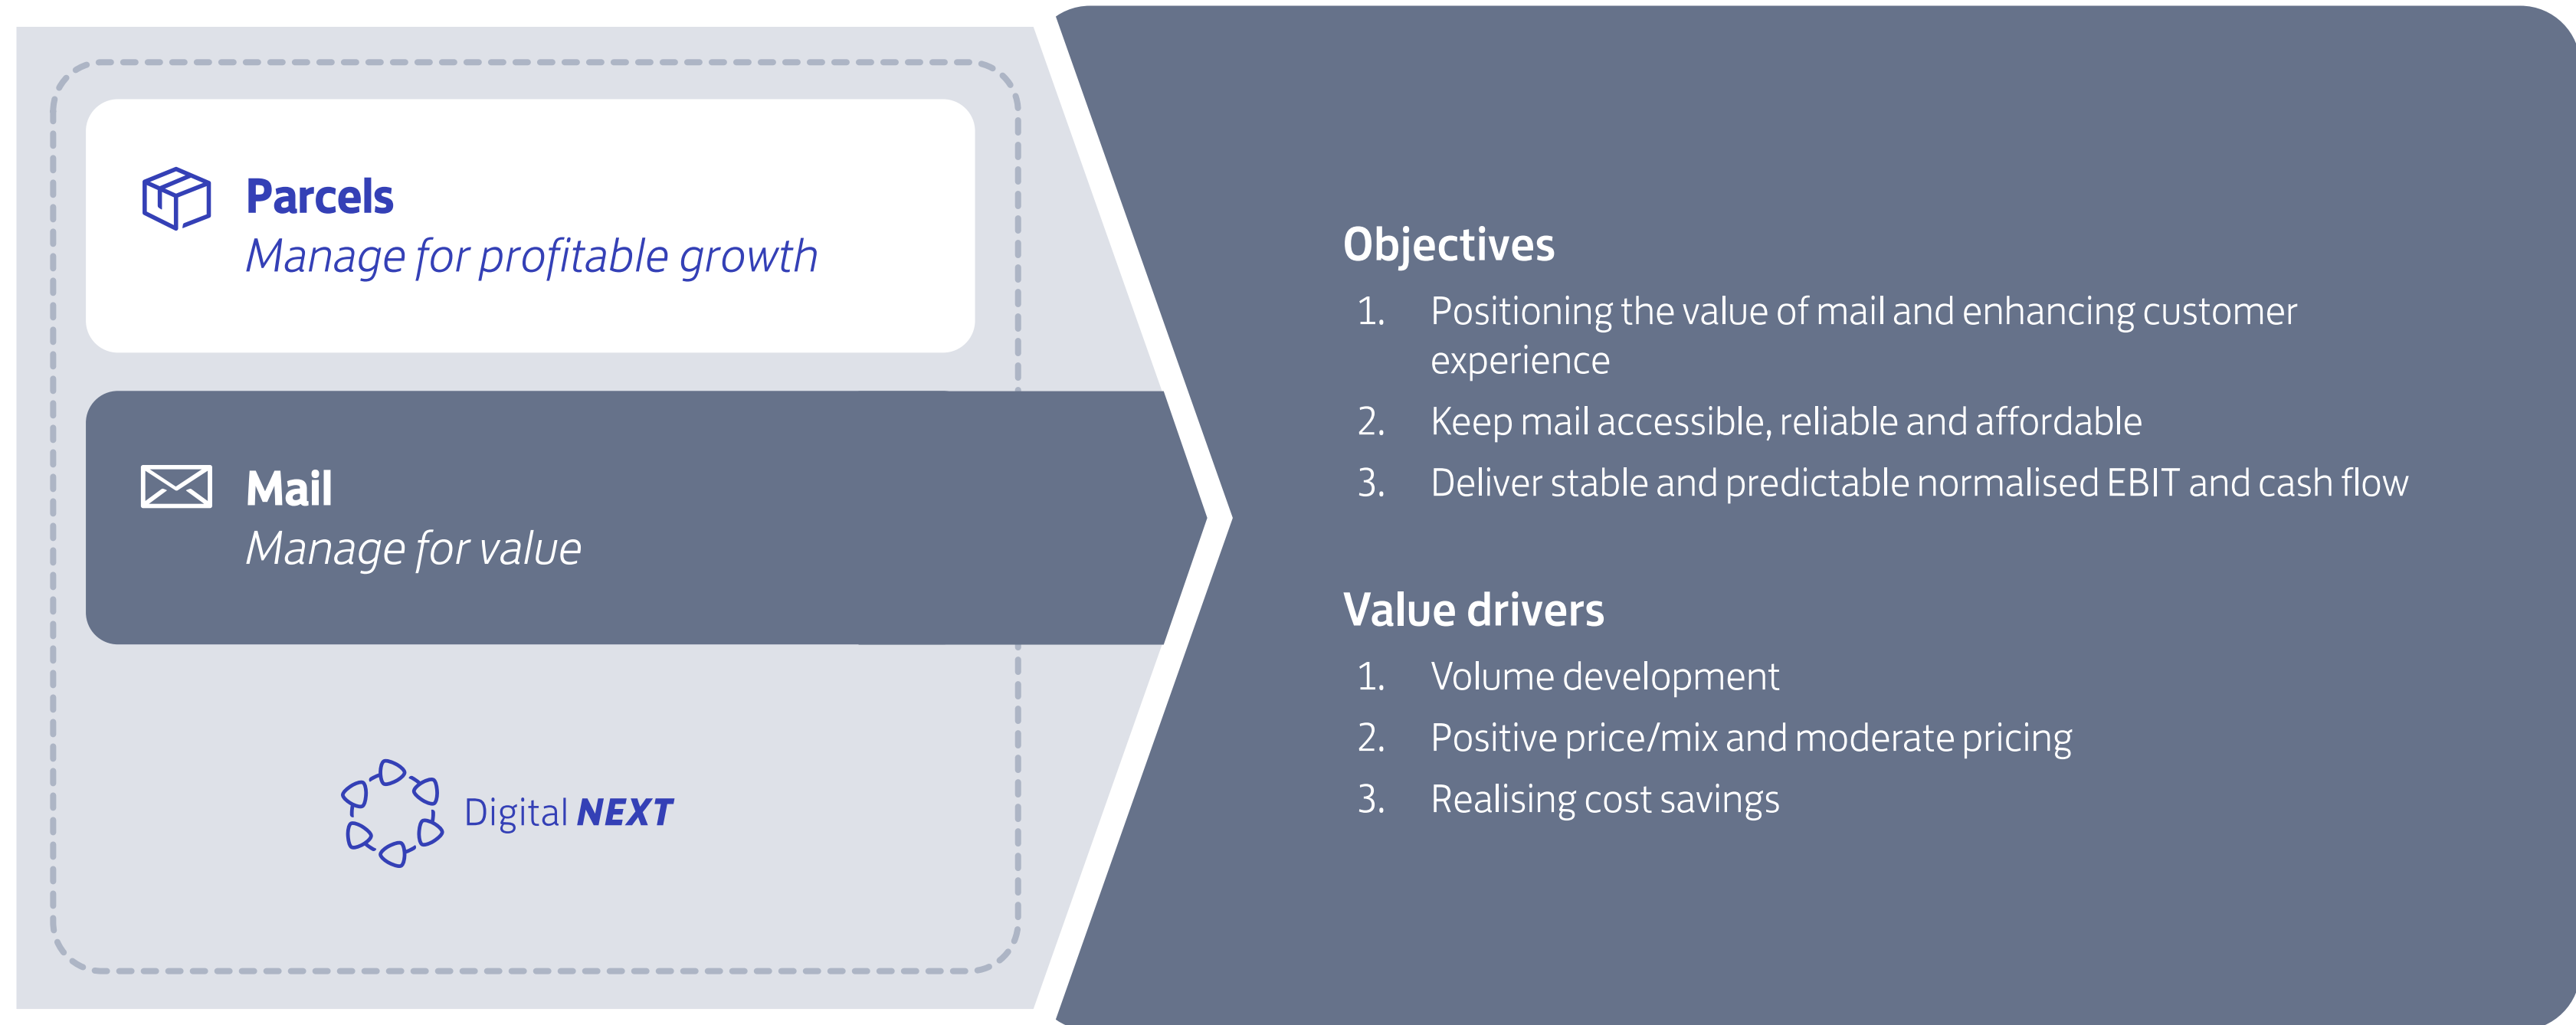 Parcels
Manage for profitable growth
Mail
Manage for value
Digital NEXT
Objectives
1. Positioning the value of mail and enhancing customer
experience
2. Keep mail accessible, reliable and affordable
3. Deliver stable and predictable normalised EBIT and cash flow
Value drivers
1. Volume development
2. Positive price/mix and moderate pricing
3. Realising cost savings